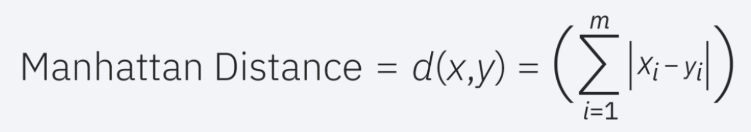 Manhattan Distance = d(x,y) = (∑_{i=1}^{m} |x_i − y_i|)